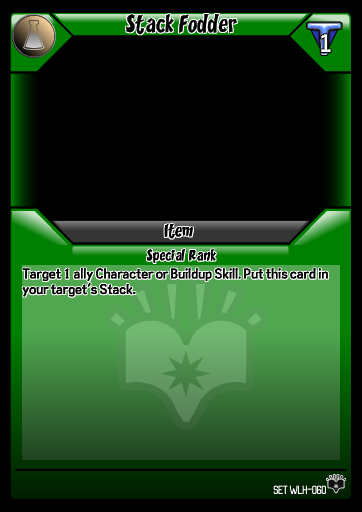 Stack Fodder
1
Item
Special Rank
Target 1 ally Character or Buildup Skill. Put this card in
your target's Stack.
SET WLH-060